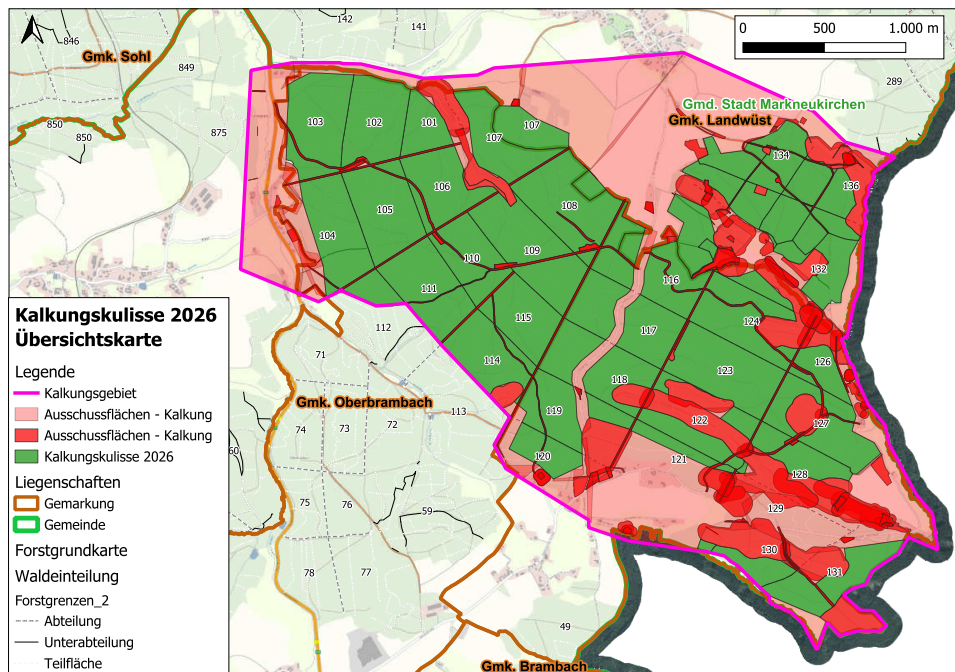 142
141
846
Gmk. Sohl
849
0 500 1.000 m
289
Gmd. Stadt Markneukirchen
Gmk. Landwüst
850
850
875
103
102
101
107
107
134
136
106
105
108
104
109
110
132
116
111
115
112
117
124
126
71
114
123
118
Gmk. Oberbrambach
113
119
122
127
74
73
72
60
120
121
128
75
76
59
129
130
131
78
77
49
Gmk. Brambach
Kalkungskulisse 2026
Übersichtskarte
Legende
Kalkungsgebiet
Ausschussflächen - Kalkung
Ausschussflächen - Kalkung
Kalkungskulisse 2026
Liegenschaften
Gemarkung
Gemeinde
Forstgrundkarte
Waldeinteilung
Forstgrenzen_2
Abteilung
Unterabteilung
Teilfläche